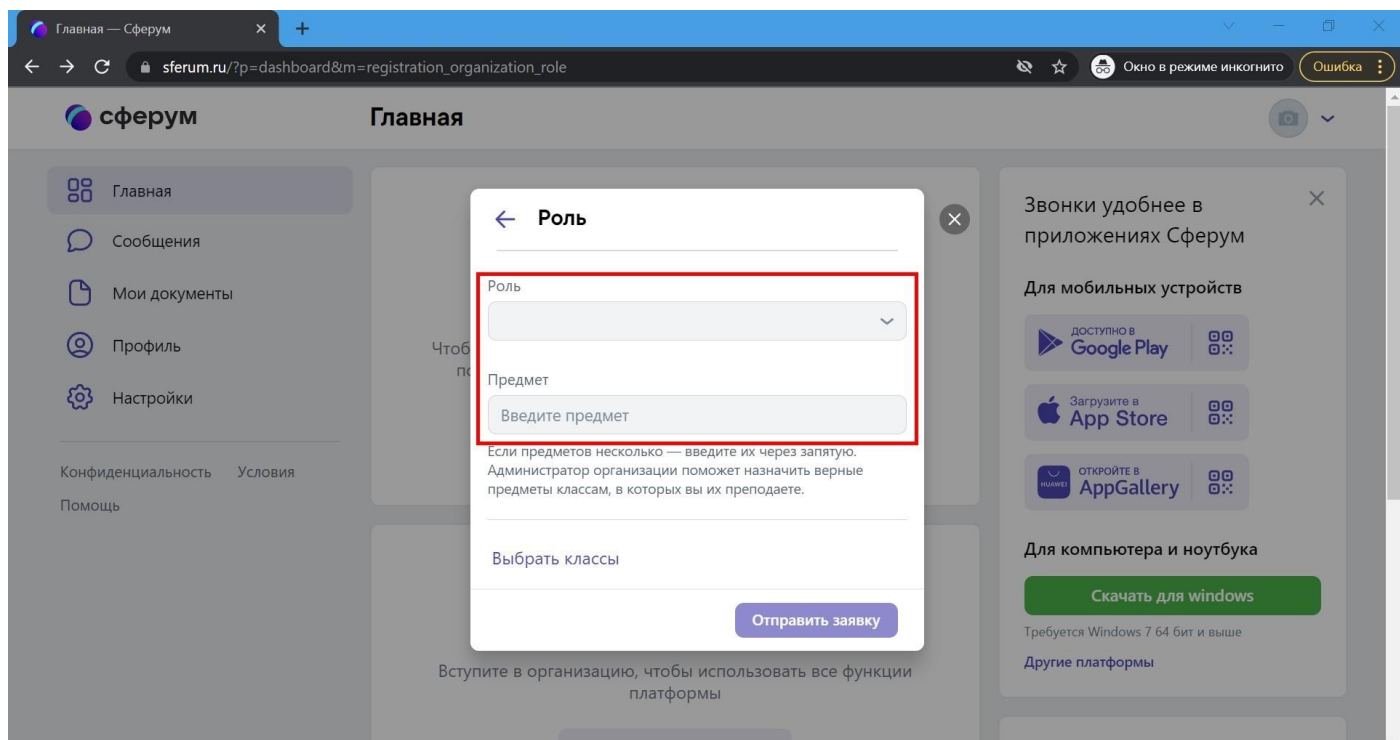 Главная — Сферум
sferum.ru/?p=dashboard&m=registration_organization_role
Окно в режиме инкогнито
Ошибка
сферум
Главная
Главная
Сообщения
Мои документы
Профиль
Настройки
Конфиденциальность Условия
Помощь
Чтоб
Роль
Роль
Предмет
Введите предмет
Если предметов несколько — введите их через запятую.
Администратор организации поможет назначить верные
предметы классам, в которых вы их преподаете.
Выбрать классы
Отправить заявку
Вступите в организацию, чтобы использовать все функции
платформы
Звонки удобнее в
приложениях Сферум
Для мобильных устройств
ДОСТУПНО В
Google Play
Загрузите в
App Store
HUAWEI
ОТКРОЙТЕ В
AppGallery
Для компьютера и ноутбука
Скачать для windows
Требуется Windows 7 64 бит и выше
Другие платформы